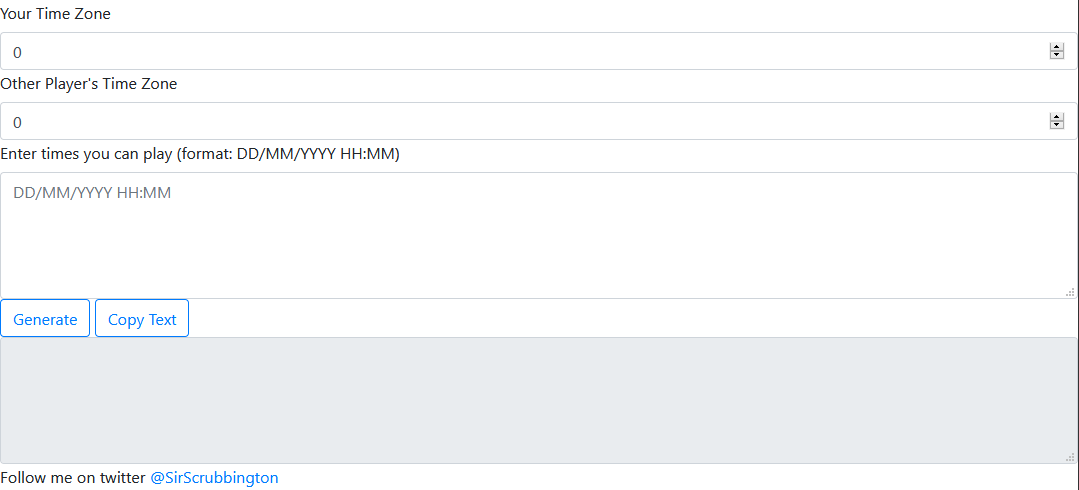 Your Time Zone
0
Other Player's Time Zone
0
Enter times you can play (format: DD/MM/YYYY HH:MM)
DD/MM/YYYY HH:MM
Generate Copy Text
Follow me on twitter @SirScrubbington